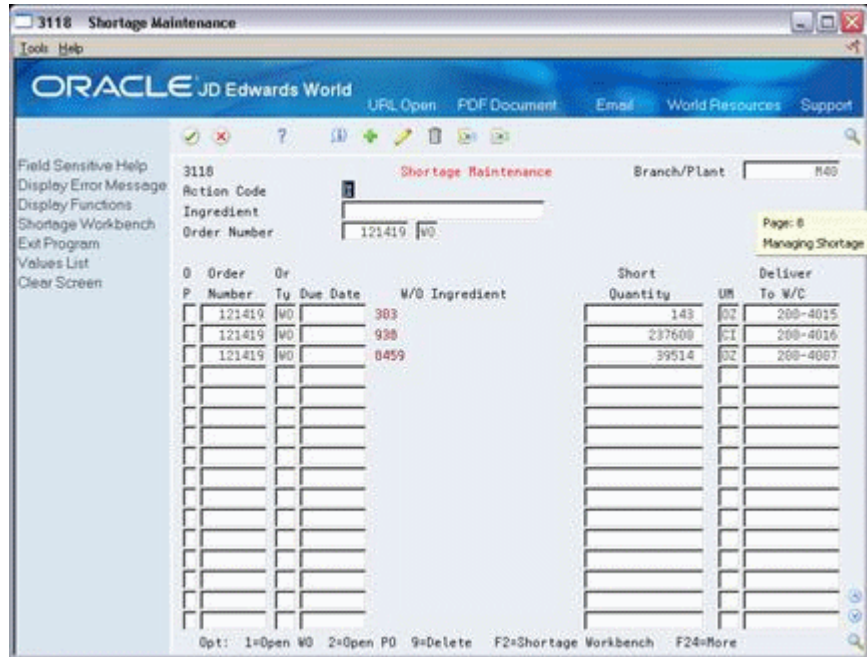 3118 Shortage Maintenance
Tools Help
ORACLE JD Edwards World
URL Open PDF Document Email World Resources Support
Field Sensitive Help
Display Error Message
Display Functions
Shortage Workbench
Exit Program
Values List
Clear Screen
3118 Shortage Maintenance Branch/Plant M40
Action Code I
Ingredient
Order Number 121419 WO
Page: 8
Managing Shortage
O Order Or Short Deliver
P Number Ty Due Date W/O Ingredient Quantity UM To W/C
121419 WO 303 143 OZ 200-4015
121419 WO 930 237600 CI 200-4016
121419 WO 8459 39514 OZ 200-4007
Opt: 1=Open WO 2=Open PO 9=Delete F2=Shortage Workbench F24=More